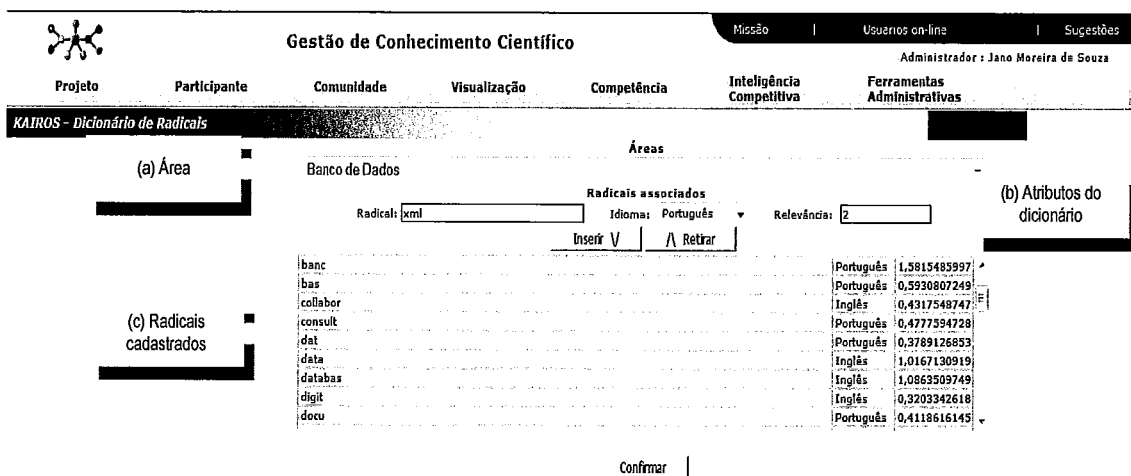 Missão | Usuarios on-line | Sugestões
Gestão de Conhecimento Científico
Administrador : Jano Moreira de Souza
Projeto Participante Comunidade Visualização Competência Inteligência Competitiva Ferramentas Administrativas
KAIROS - Dicionário de Radicais
Áreas
(a) Área
Banco de Dados
Radicais associados
(b) Atributos do dicionário
Radical: xml Idioma: Português Relevância: 2
Inserir \/ /\ Retirar
banc Português 1,5815485997
bas Português 0,5930807249
collabor Inglês 0,4317548747
(c) Radicais cadastrados
consult Português 0,4777594728
dat Português 0,3789126853
data Inglês 1,0167130919
databas Inglês 1,0863509749
digit Inglês 0,3203342618
docu Português 0,4118616145
Confirmar